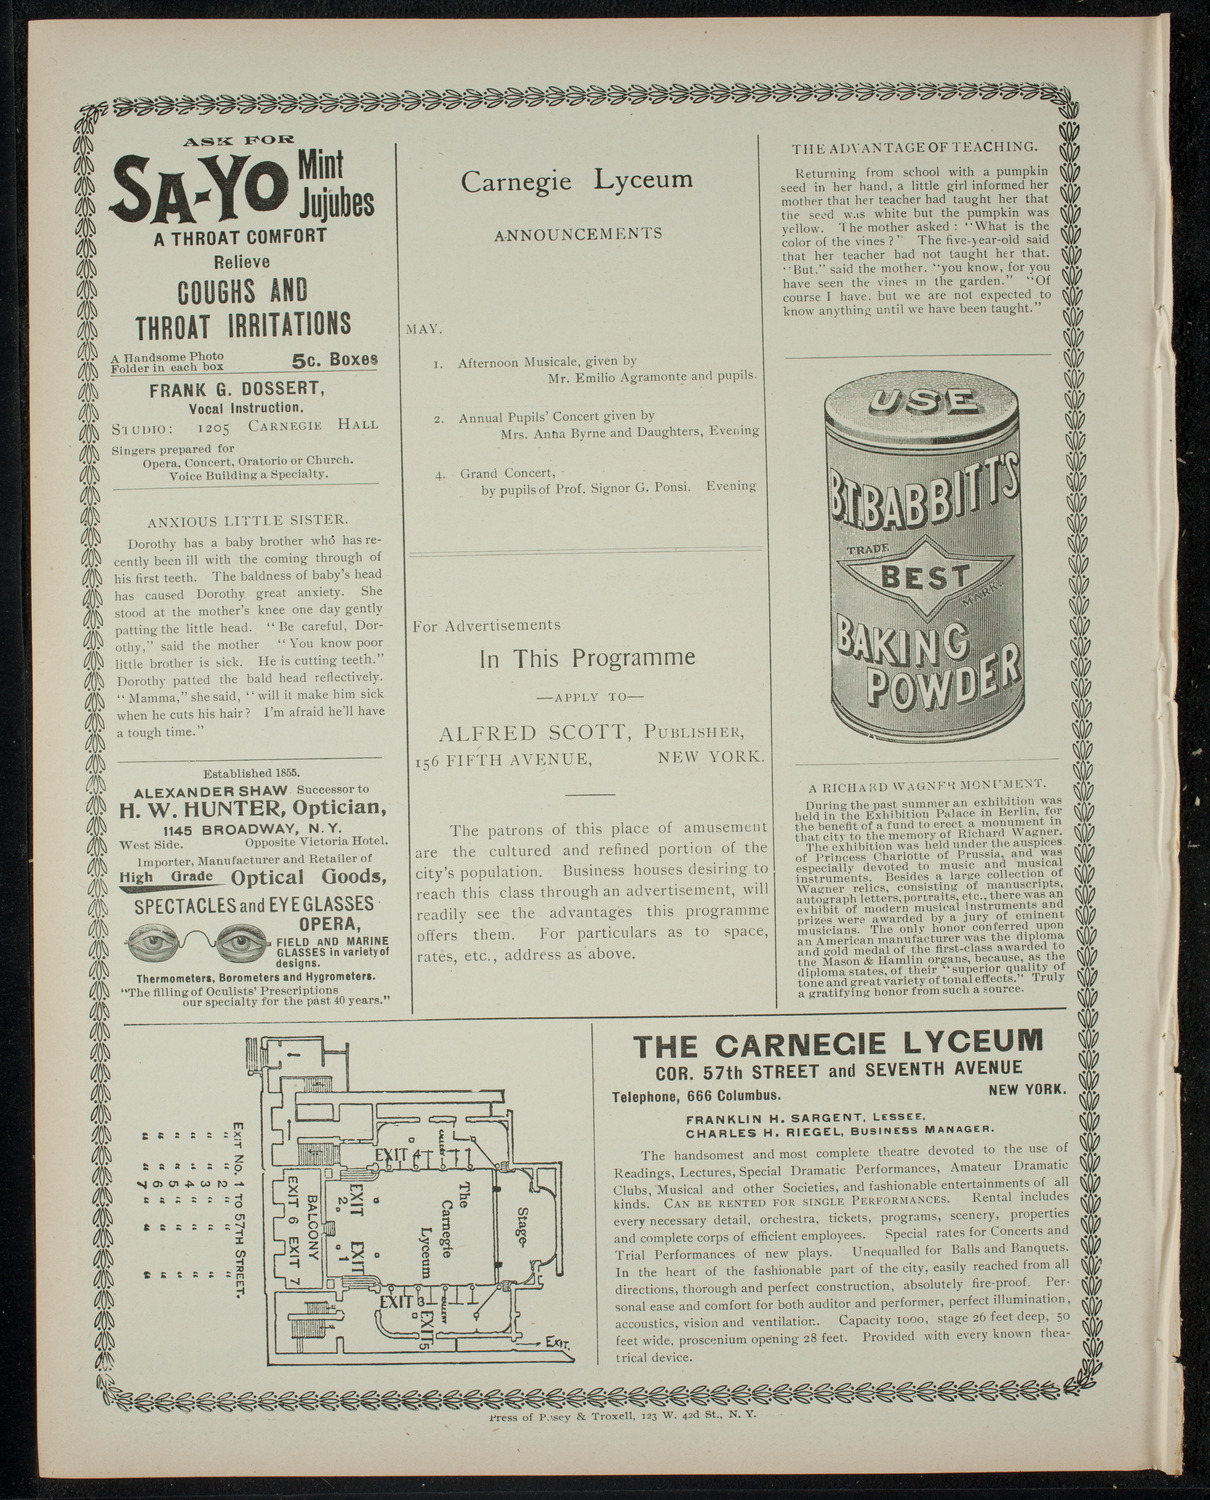 ASK FOR
SA-YO Mint
Jujubes
A THROAT COMFORT
Relieve
COUGHS AND
THROAT IRRITATIONS
A Handsome Photo
Folder in each box
5c. Boxes
FRANK G. DOSSERT,
Vocal Instruction.
STUDIO: 1205 CARNEGIE HALL
Singers prepared for
Opera, Concert, Oratorio or Church.
Voice Building a Specialty.
ANXIOUS LITTLE SISTER.
Dorothy has a baby brother who has re-
cently been ill with the coming through of
his first teeth. The baldness of baby's head
has caused Dorothy great anxiety. She
stood at the mother's knee one day gently
patting the little head. "Be careful, Dor-
othy," said the mother "You know poor
little brother is sick. He is cutting teeth."
Dorothy patted the bald head reflectively.
"Mamma," she said, "will it make him sick
when he cuts his hair? I'm afraid he'll have
a tough time."
Established 1855.
ALEXANDER SHAW Successor to
H. W. HUNTER, Optician,
1145 BROADWAY, N. Y.
West Side. Opposite Victoria Hotel.
Importer, Manufacturer and Retailer of
High Grade Optical Goods,
SPECTACLES and EYEGLASSES
OPERA,
FIELD AND MARINE
GLASSES in variety of
designs.
Thermometers, Borometers and Hygrometers.
"The filling of Oculists' Prescriptions
our specialty for the past 40 years."
Carnegie Lyceum
ANNOUNCEMENTS
MAY.
1. Afternoon Musicale, given by
Mr. Emilio Agramonte and pupils.
2. Annual Pupils' Concert given by
Mrs. Anna Byrne and Daughters, Evening
4. Grand Concert,
by pupils of Prof. Signor G. Ponsi. Evening
For Advertisements
In This Programme
—APPLY TO—
ALFRED SCOTT, PUBLISHER,
156 FIFTH AVENUE, NEW YORK.
The patrons of this place of amusement
are the cultured and refined portion of the
city's population. Business houses desiring to
reach this class through an advertisement, will
readily see the advantages this programme
offers them. For particulars as to space,
rates, etc., address as above.
THE ADVANTAGE OF TEACHING.
Returning from school with a pumpkin
seed in her hand, a little girl informed her
mother that her teacher had taught her that
the seed was white but the pumpkin was
yellow. The mother asked: "What is the
color of the vines?" The five-year-old said
that her teacher had not taught her that.
"But," said the mother, "you know, for you
have seen the vines in the garden." "Of
course I have, but we are not expected to
know anything until we have been taught."
USE
B.T. BABBITT'S
TRADE
BEST
MARK.
BAKING
POWDER
A RICHARD WAGNER MONUMENT.
During the past summer an exhibition was
held in the Exhibition Palace in Berlin, for
the benefit of a fund to erect a monument in
that city to the memory of Richard Wagner.
The exhibition was held under the auspices
of Princess Charlotte of Prussia, and was
especially devoted to music and musical
instruments. Besides a large collection of
Wagner relics, consisting of manuscripts,
autograph letters, portraits, etc., there was an
exhibit of modern musical instruments and
prizes were awarded by a jury of eminent
musicians. The only honor conferred upon
an American manufacturer was the diploma
and gold medal of the first-class awarded to
the Mason & Hamlin organs, because, as the
diploma states, of their "superior quality of
tone and great variety of tonal effects." Truly
a gratifying honor from such a source.
EXIT NO. 1 TO 57TH STREET.
" " 2 " " "
" " 3 " " "
" " 4 " " "
" " 5 " " "
" " 6 " " "
" " 7 " " "
EXIT 4
GALLERY
EXIT 2
BALCONY
EXIT 6 EXIT 7
EXIT 1
The
Carnegie
Lyceum
Stage
EXIT 3
GALLERY
EXIT 5
EXIT.
THE CARNEGIE LYCEUM
COR. 57th STREET and SEVENTH AVENUE
Telephone, 666 Columbus. NEW YORK.
FRANKLIN H. SARGENT, LESSEE.
CHARLES H. RIEGEL, BUSINESS MANAGER.
The handsomest and most complete theatre devoted to the use of
Readings, Lectures, Special Dramatic Performances, Amateur Dramatic
Clubs, Musical and other Societies, and fashionable entertainments of all
kinds. CAN BE RENTED FOR SINGLE PERFORMANCES. Rental includes
every necessary detail, orchestra, tickets, programs, scenery, properties
and complete corps of efficient employees. Special rates for Concerts and
Trial Performances of new plays. Unequalled for Balls and Banquets.
In the heart of the fashionable part of the city, easily reached from all
directions, thorough and perfect construction, absolutely fire-proof. Per-
sonal ease and comfort for both auditor and performer, perfect illumination,
accoustics, vision and ventilation. Capacity 1000, stage 26 feet deep, 50
feet wide, proscenium opening 28 feet. Provided with every known thea-
trical device.
Press of Pusey & Troxell, 123 W. 42d St., N. Y.